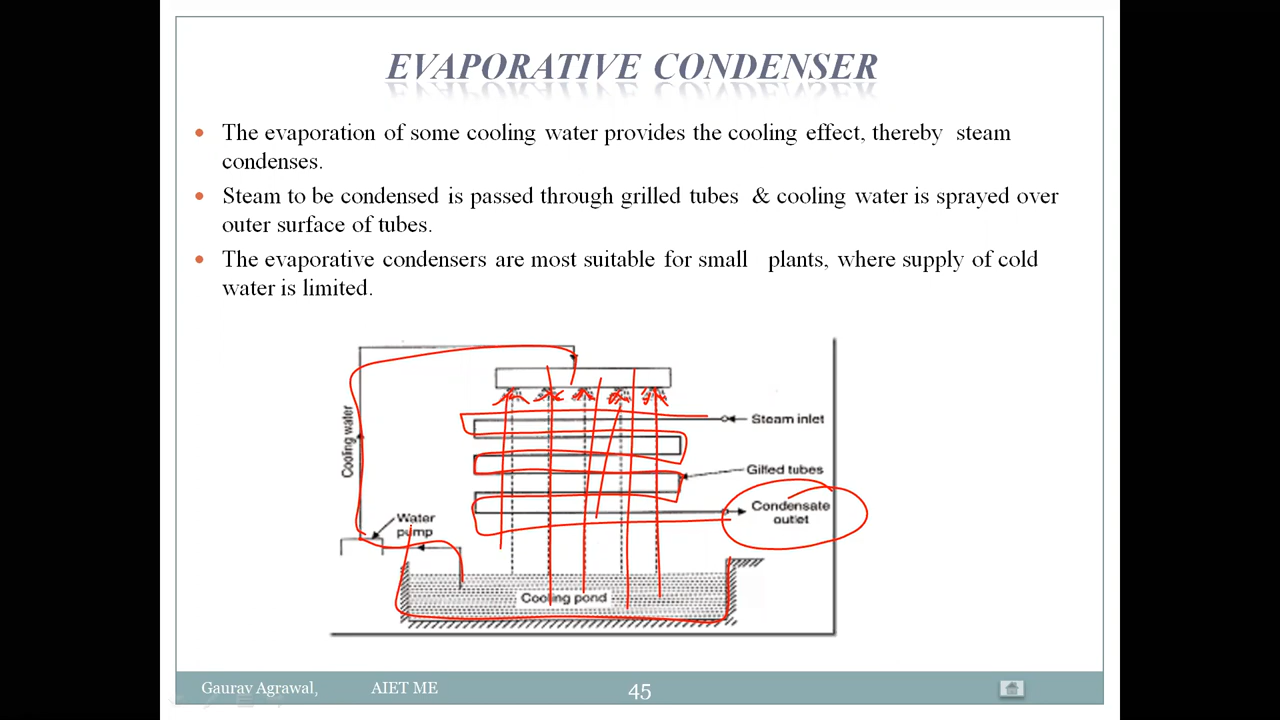 EVAPORATIVE CONDENSER
The evaporation of some cooling water provides the cooling effect, thereby steam
condenses.
Steam to be condensed is passed through grilled tubes & cooling water is sprayed over
outer surface of tubes.
The evaporative condensers are most suitable for small plants, where supply of cold
water is limited.
Cooling water
Steam inlet
Gilled tubes
Condensate
outlet
Water
pump
Cooling pond
Gaurav Agrawal, AIET ME
45